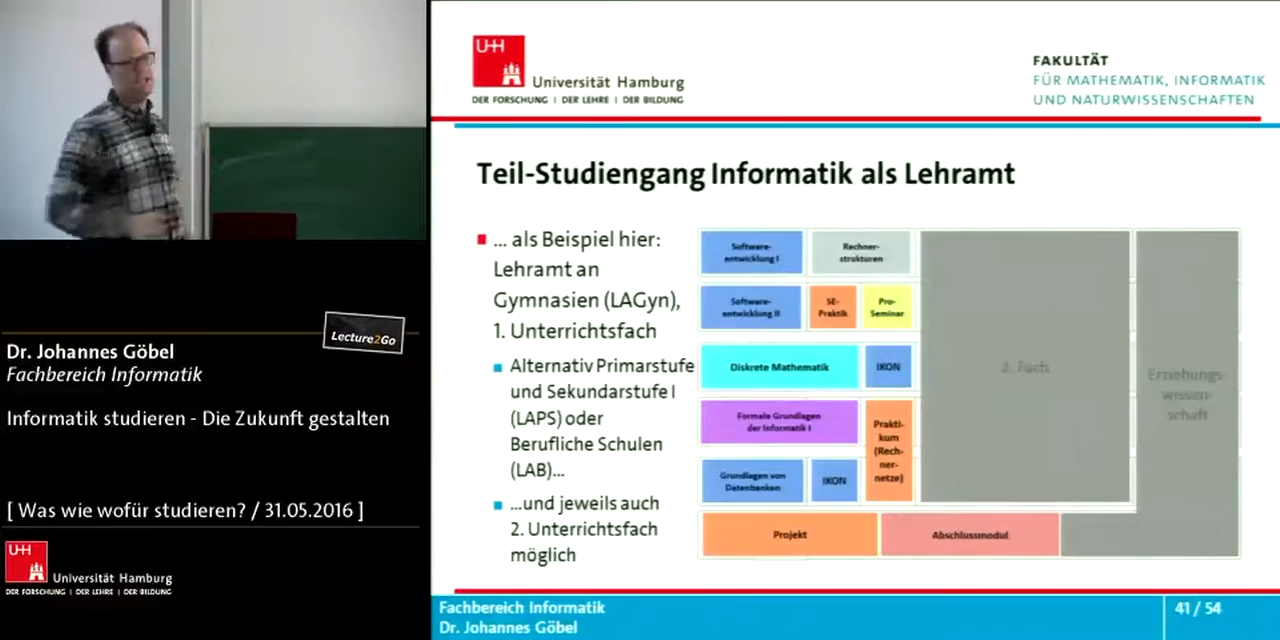 Lecture2Go
Dr. Johannes Göbel
Fachbereich Informatik
Informatik studieren - Die Zukunft gestalten
[ Was wie wofür studieren? / 31.05.2016 ]
UH
Universität Hamburg
DER FORSCHUNG | DER LEHRE | DER BILDUNG
UH
Universität Hamburg
DER FORSCHUNG | DER LEHRE | DER BILDUNG
FAKULTÄT
FÜR MATHEMATIK, INFORMATIK
UND NATURWISSENSCHAFTEN
Teil-Studiengang Informatik als Lehramt
... als Beispiel hier:
Lehramt an
Gymnasien (LAGyn),
1. Unterrichtsfach
Alternativ Primarstufe
und Sekundarstufe I
(LAPS) oder
Berufliche Schulen
(LAB)...
...und jeweils auch
2. Unterrichtsfach
möglich
Software-
entwicklung I
Rechner-
strukturen
Software-
entwicklung II
SE-
Praktik
Pro-
Seminar
Diskrete Mathematik
IKON
Formale Grundlagen
der Informatik I
Prakti-
kum
(Rech-
ner-
netze)
Grundlagen von
Datenbanken
IKON
2. Fach
Erziehungs-
wissen-
schaft
Projekt
Abschlussmodul
Fachbereich Informatik
Dr. Johannes Göbel
41 / 54